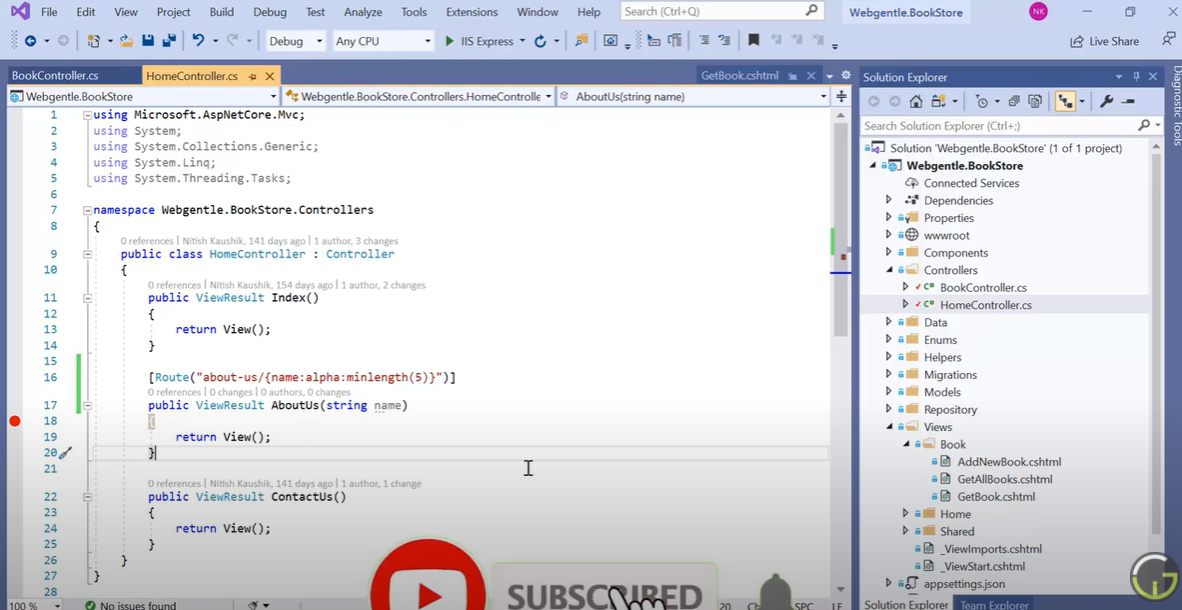 File Edit View Project Build Debug Test Analyze Tools Extensions Window Help Search (Ctrl+Q) Webgentle.BookStore NK
Debug Any CPU IIS Express Live Share
BookController.cs HomeController.cs GetBook.cshtml
Webgentle.BookStore Webgentle.BookStore.Controllers.HomeControlle AboutUs(string name)
1 using Microsoft.AspNetCore.Mvc;
2 using System;
3 using System.Collections.Generic;
4 using System.Linq;
5 using System.Threading.Tasks;
6
7 namespace Webgentle.BookStore.Controllers
8 {
0 references | Nitish Kaushik, 141 days ago | 1 author, 3 changes
9 public class HomeController : Controller
10 {
0 references | Nitish Kaushik, 154 days ago | 1 author, 2 changes
11 public ViewResult Index()
12 {
13 return View();
14 }
15
16 [Route("about-us/{name:alpha:minlength(5)}")]
0 references | 0 changes | 0 authors, 0 changes
17 public ViewResult AboutUs(string name)
18 {
19 return View();
20 }
21
0 references | Nitish Kaushik, 141 days ago | 1 author, 1 change
22 public ViewResult ContactUs()
23 {
24 return View();
25 }
26 }
27 }
28
100 % No issues found SPC LF
SUBSCRIBED
Solution Explorer
Search Solution Explorer (Ctrl+;)
Solution 'Webgentle.BookStore' (1 of 1 project)
Webgentle.BookStore
Connected Services
Dependencies
Properties
wwwroot
Components
Controllers
BookController.cs
HomeController.cs
Data
Enums
Helpers
Migrations
Models
Repository
Views
Book
AddNewBook.cshtml
GetAllBooks.cshtml
GetBook.cshtml
Home
Shared
_ViewImports.cshtml
_ViewStart.cshtml
appsettings.json
Solution Explorer Team Explorer
Diagnostic Tools